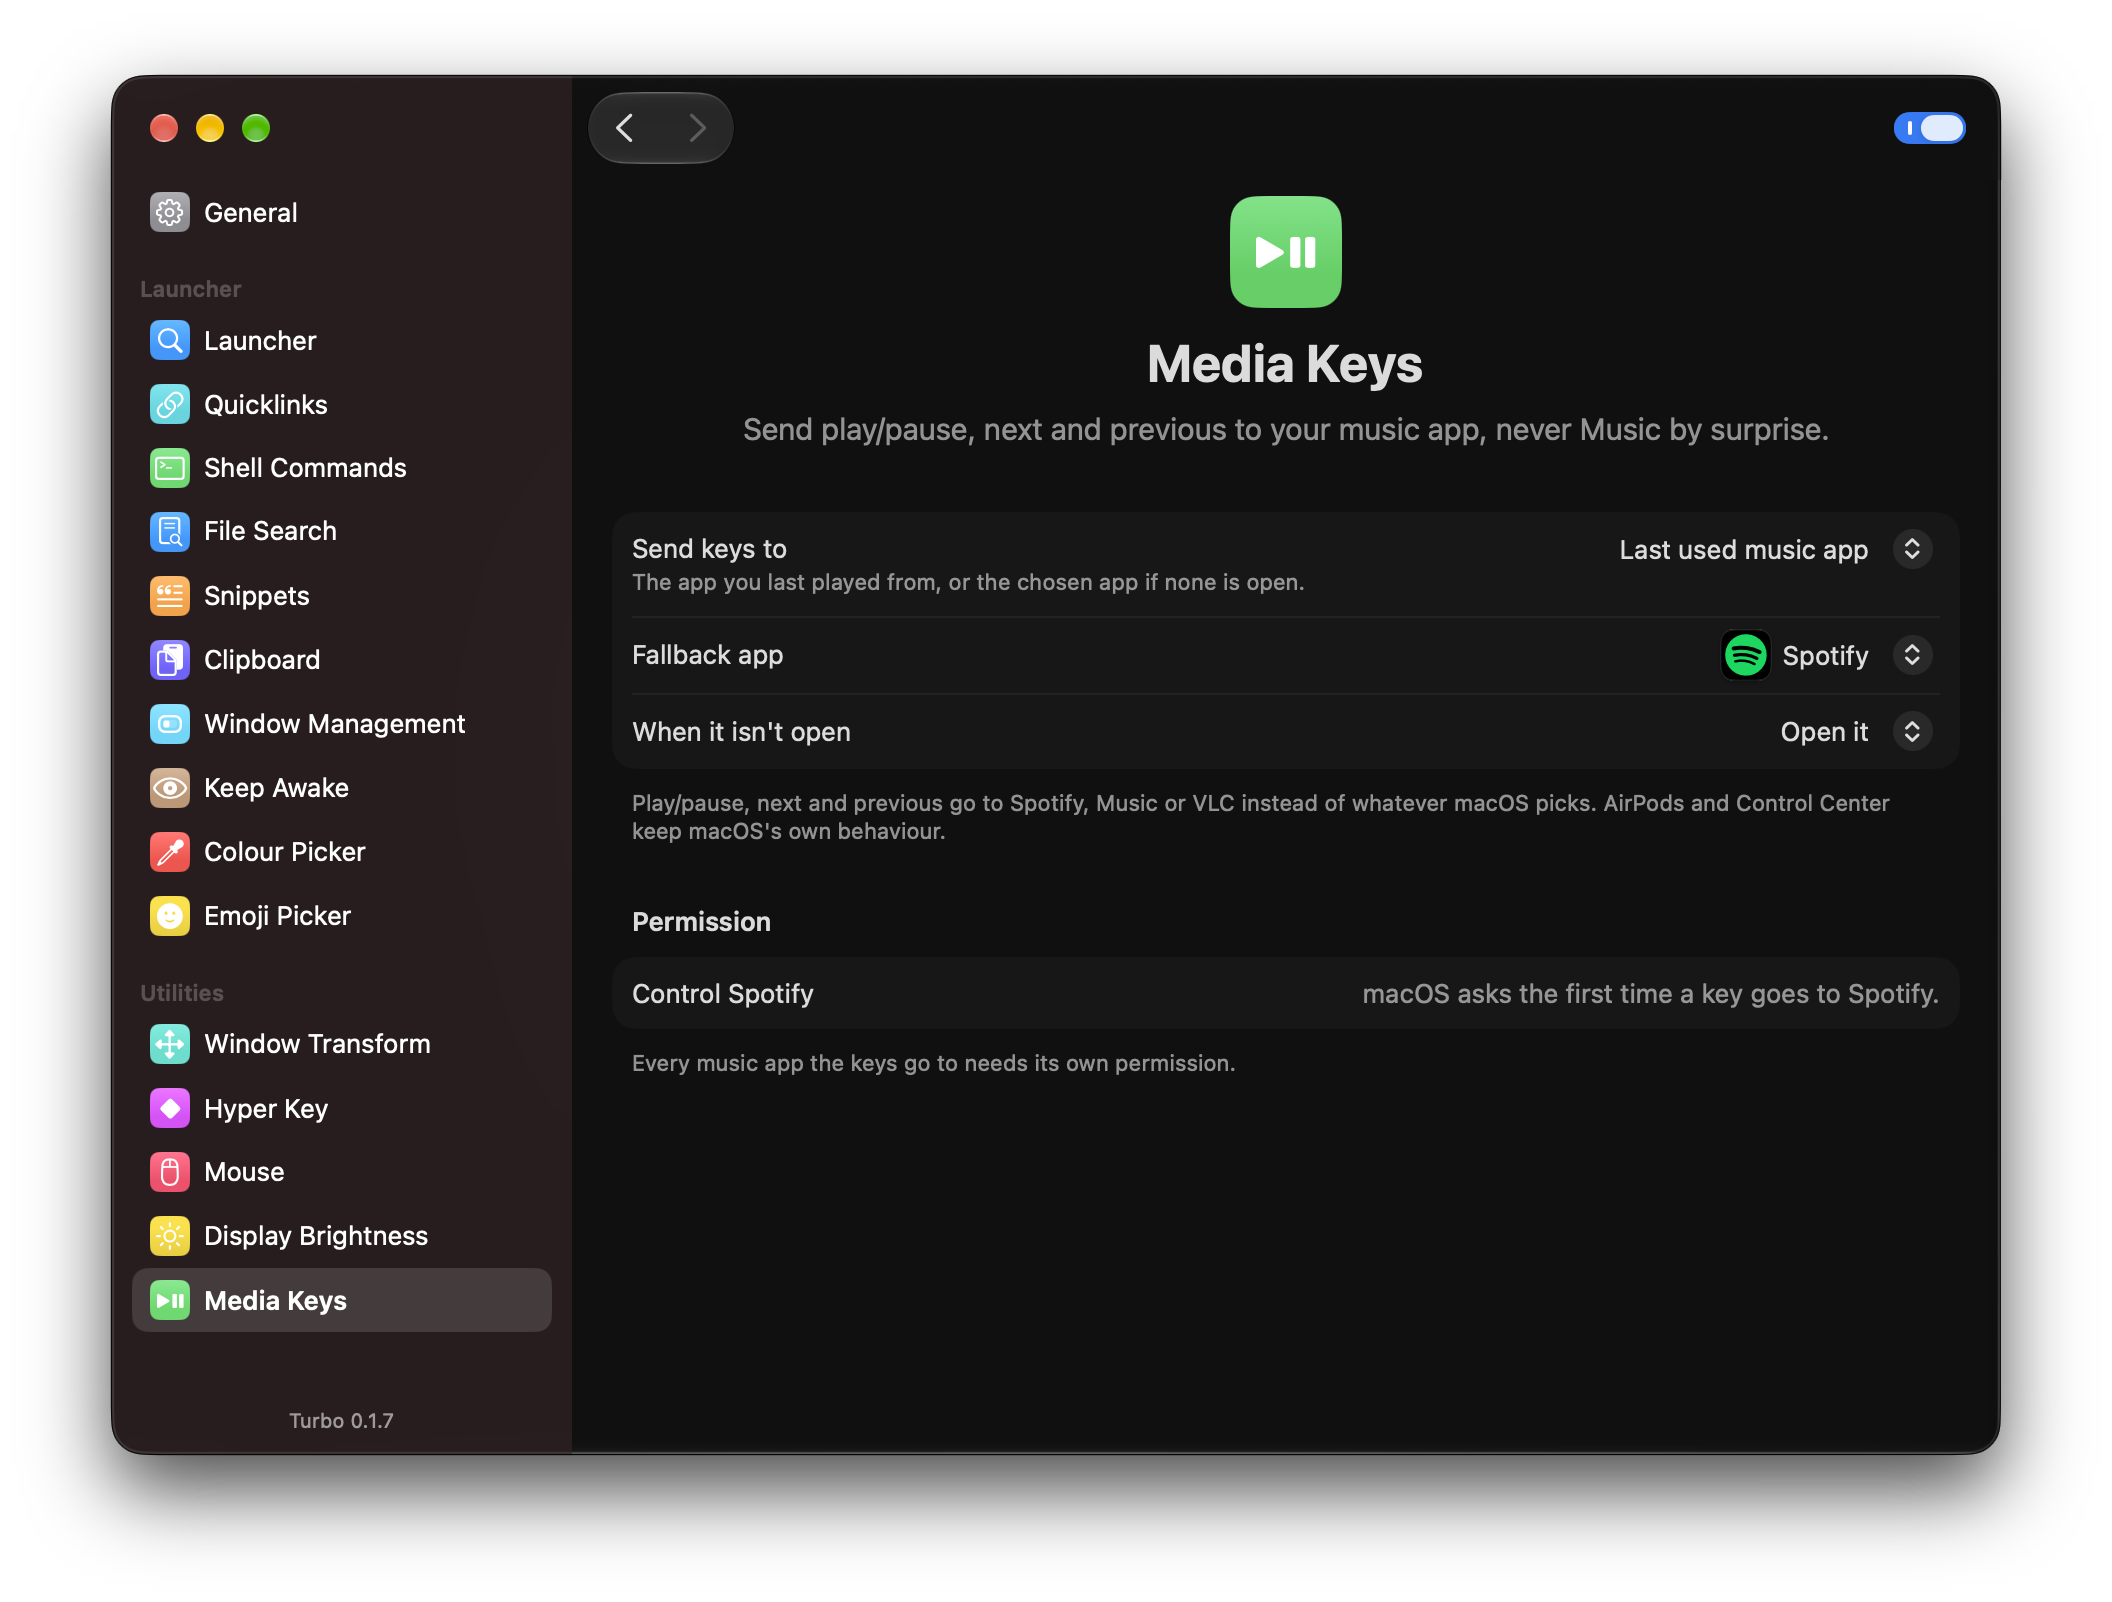 General
Launcher
Launcher
Quicklinks
Shell Commands
File Search
Snippets
Clipboard
Window Management
Keep Awake
Colour Picker
Emoji Picker
Utilities
Window Transform
Hyper Key
Mouse
Display Brightness
Media Keys
Turbo 0.1.7
Media Keys
Send play/pause, next and previous to your music app, never Music by surprise.
Send keys to
Last used music app
The app you last played from, or the chosen app if none is open.
Fallback app
Spotify
When it isn't open
Open it
Play/pause, next and previous go to Spotify, Music or VLC instead of whatever macOS picks. AirPods and Control Center
keep macOS's own behaviour.
Permission
Control Spotify
macOS asks the first time a key goes to Spotify.
Every music app the keys go to needs its own permission.